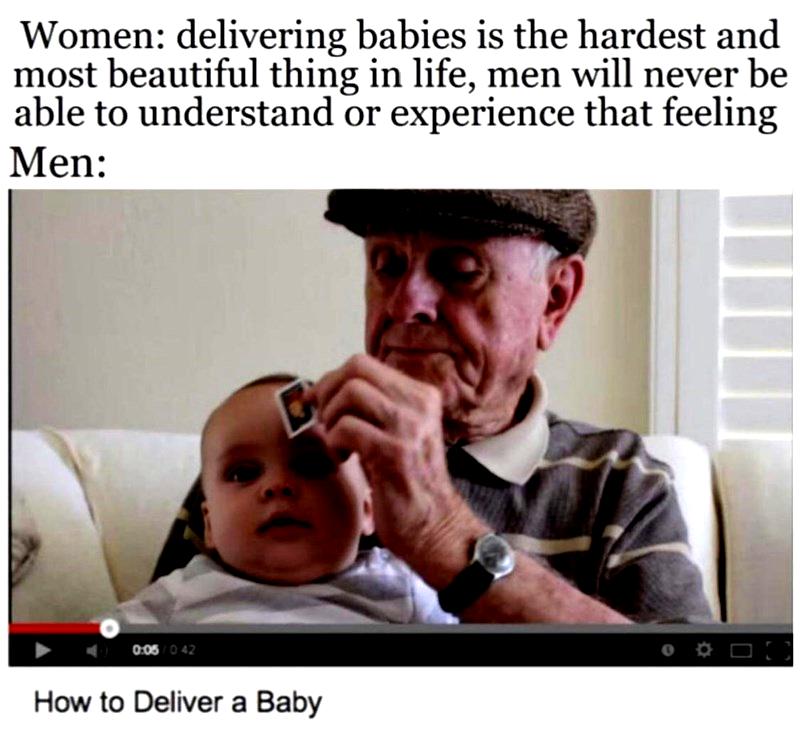 Women: delivering babies is the hardest and
most beautiful thing in life, men will never be
able to understand or experience that feeling
Men:
0:05 / 0:42
How to Deliver a Baby